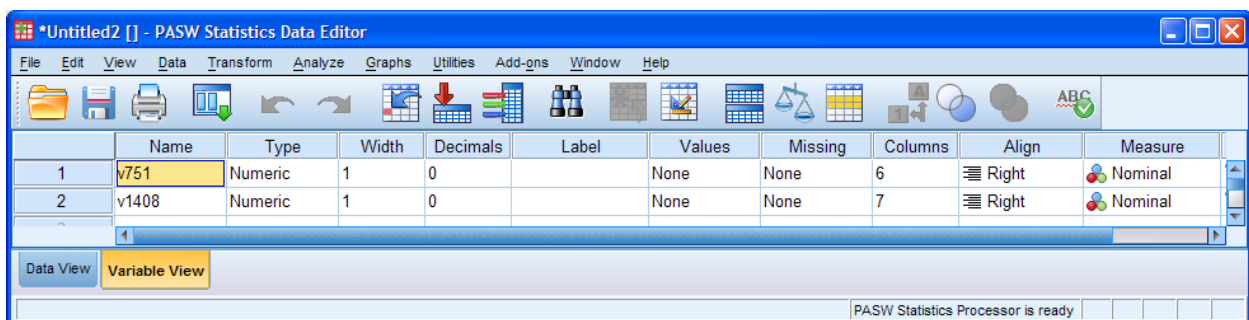 *Untitled2 [] - PASW Statistics Data Editor
File Edit View Data Transform Analyze Graphs Utilities Add-ons Window Help
A 1 ABC
Name Type Width Decimals Label Values Missing Columns Align Measure
1 v751 Numeric 1 0 None None 6 Right Nominal
2 v1408 Numeric 1 0 None None 7 Right Nominal
Data View Variable View
PASW Statistics Processor is ready